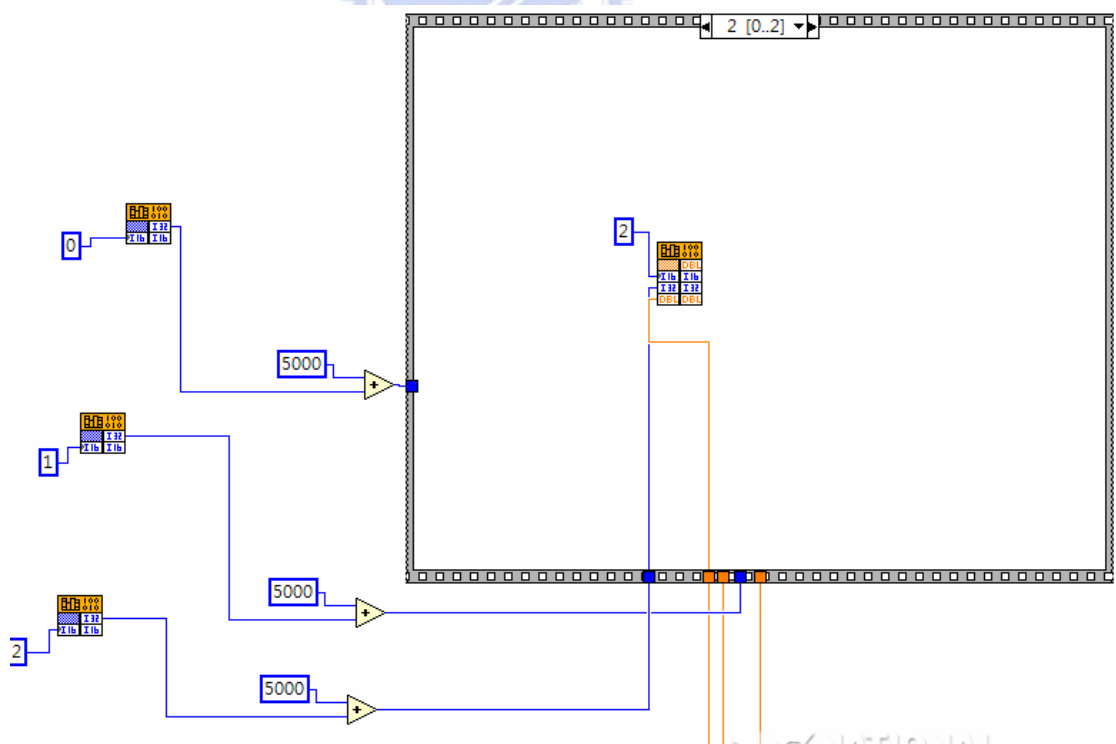 2 [0..2]
0
I32
I16 I16
2
DBL
I16 I16
I32 I32
DBL DBL
5000
1
I32
I16 I16
5000
2
I32
I16 I16
5000
NATIONAL